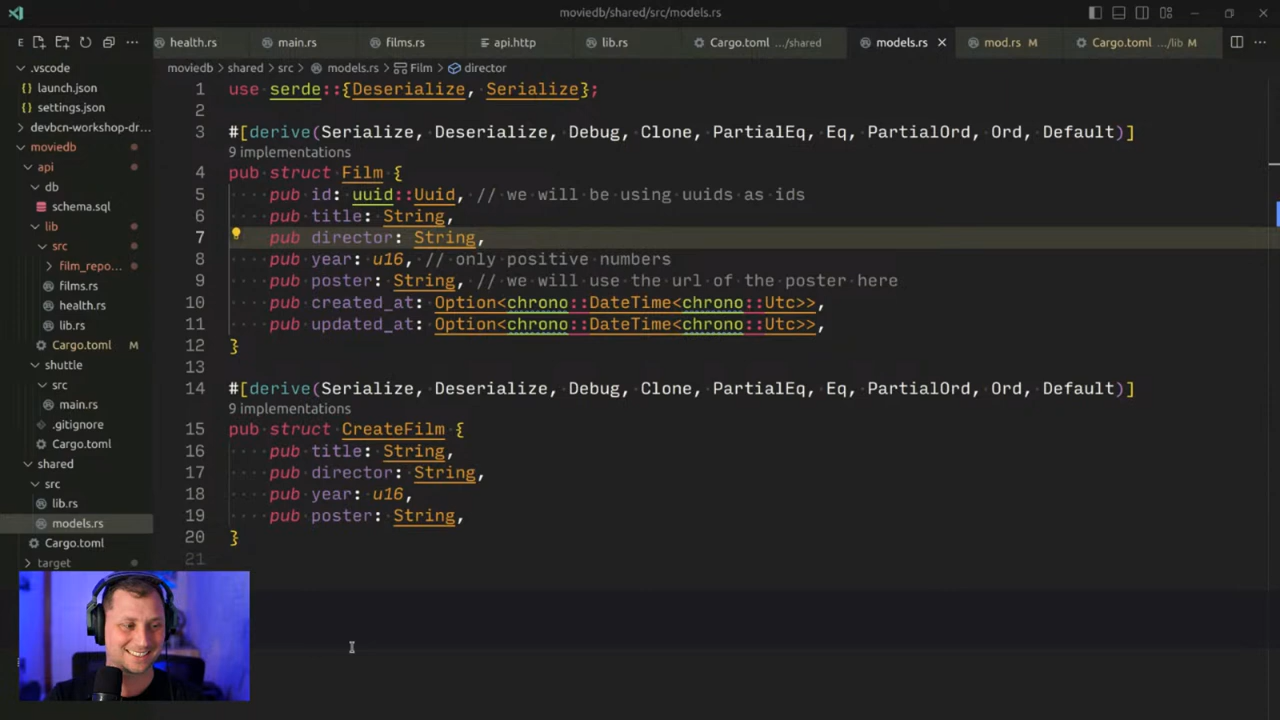 moviedb/shared/src/models.rs
E
health.rs
main.rs
films.rs
api.http
lib.rs
Cargo.toml .../shared
models.rs
mod.rs M
Cargo.toml .../lib M
moviedb > shared > src > models.rs > Film > director
.vscode
launch.json
settings.json
devbcn-workshop-dr...
moviedb
api
db
schema.sql
lib
src
film_repo...
films.rs
health.rs
lib.rs
Cargo.toml M
shuttle
src
main.rs
.gitignore
Cargo.toml
shared
src
lib.rs
models.rs
Cargo.toml
target
1 use serde::{Deserialize, Serialize};
2
3 #[derive(Serialize, Deserialize, Debug, Clone, PartialEq, Eq, PartialOrd, Ord, Default)]
9 implementations
4 pub struct Film {
5 pub id: uuid::Uuid, // we will be using uuids as ids
6 pub title: String,
7 pub director: String,
8 pub year: u16, // only positive numbers
9 pub poster: String, // we will use the url of the poster here
10 pub created_at: Option<chrono::DateTime<chrono::Utc>>,
11 pub updated_at: Option<chrono::DateTime<chrono::Utc>>,
12 }
13
14 #[derive(Serialize, Deserialize, Debug, Clone, PartialEq, Eq, PartialOrd, Ord, Default)]
9 implementations
15 pub struct CreateFilm {
16 pub title: String,
17 pub director: String,
18 pub year: u16,
19 pub poster: String,
20 }
21